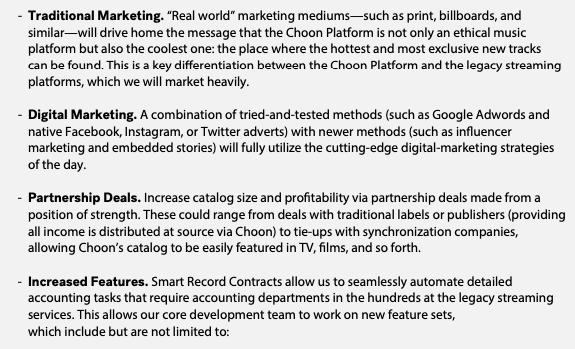 - Traditional Marketing. “Real world” marketing mediums—such as print, billboards, and
similar—will drive home the message that the Choon Platform is not only an ethical music
platform but also the coolest one: the place where the hottest and most exclusive new tracks
can be found. This is a key differentiation between the Choon Platform and the legacy streaming
platforms, which we will market heavily.
- Digital Marketing. A combination of tried-and-tested methods (such as Google Adwords and
native Facebook, Instagram, or Twitter adverts) with newer methods (such as influencer
marketing and embedded stories) will fully utilize the cutting-edge digital-marketing strategies
of the day.
- Partnership Deals. Increase catalog size and profitability via partnership deals made from a
position of strength. These could range from deals with traditional labels or publishers (providing
all income is distributed at source via Choon) to tie-ups with synchronization companies,
allowing Choon’s catalog to be easily featured in TV, films, and so forth.
- Increased Features. Smart Record Contracts allow us to seamlessly automate detailed
accounting tasks that require accounting departments in the hundreds at the legacy streaming
services. This allows our core development team to work on new feature sets,
which include but are not limited to: